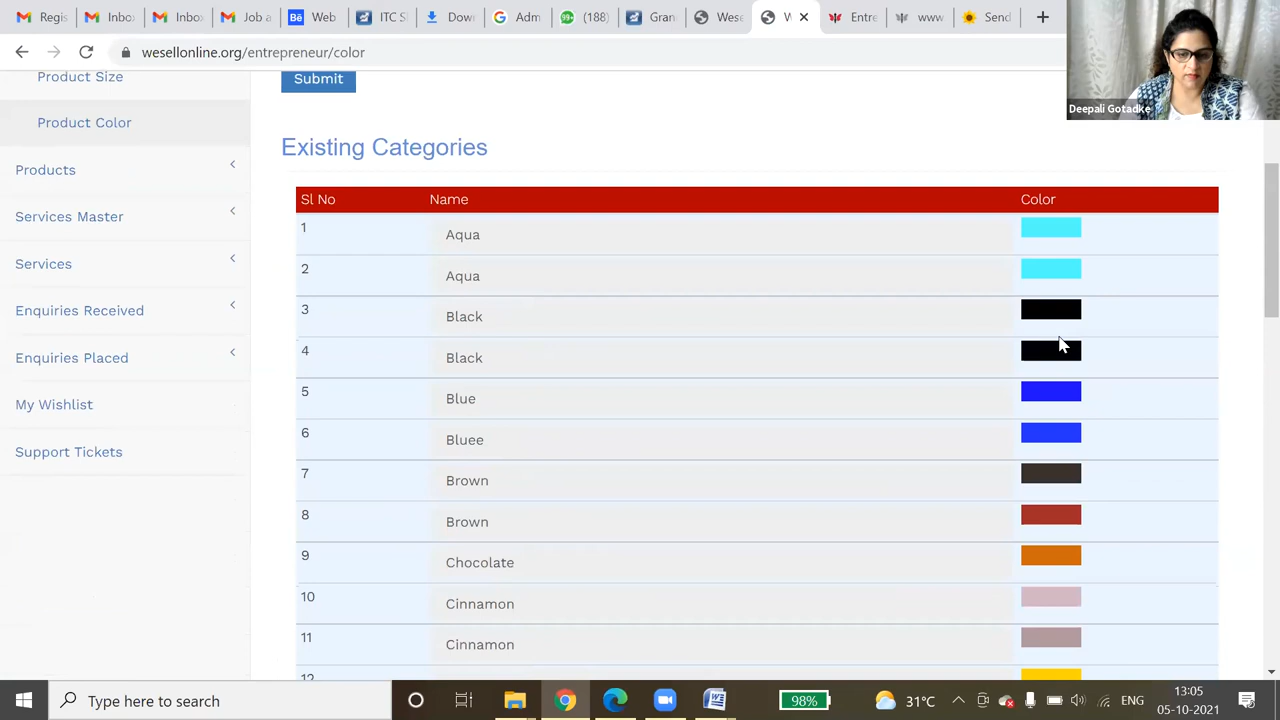 Regis
Inbo
Inbo
Job a
Web
ITC S
Dow
Adm
99+
(188)
Gran
Wese
W
Entre
www
Send
wesellonline.org/entrepreneur/color
Deepali Gotadke
Product Size
Product Color
Products
Services Master
Services
Enquiries Received
Enquiries Placed
My Wishlist
Support Tickets
Submit
Existing Categories
Sl No Name Color
1 Aqua
2 Aqua
3 Black
4 Black
5 Blue
6 Bluee
7 Brown
8 Brown
9 Chocolate
10 Cinnamon
11 Cinnamon
12
Type here to search
98%
31°C
ENG
13:05
05-10-2021